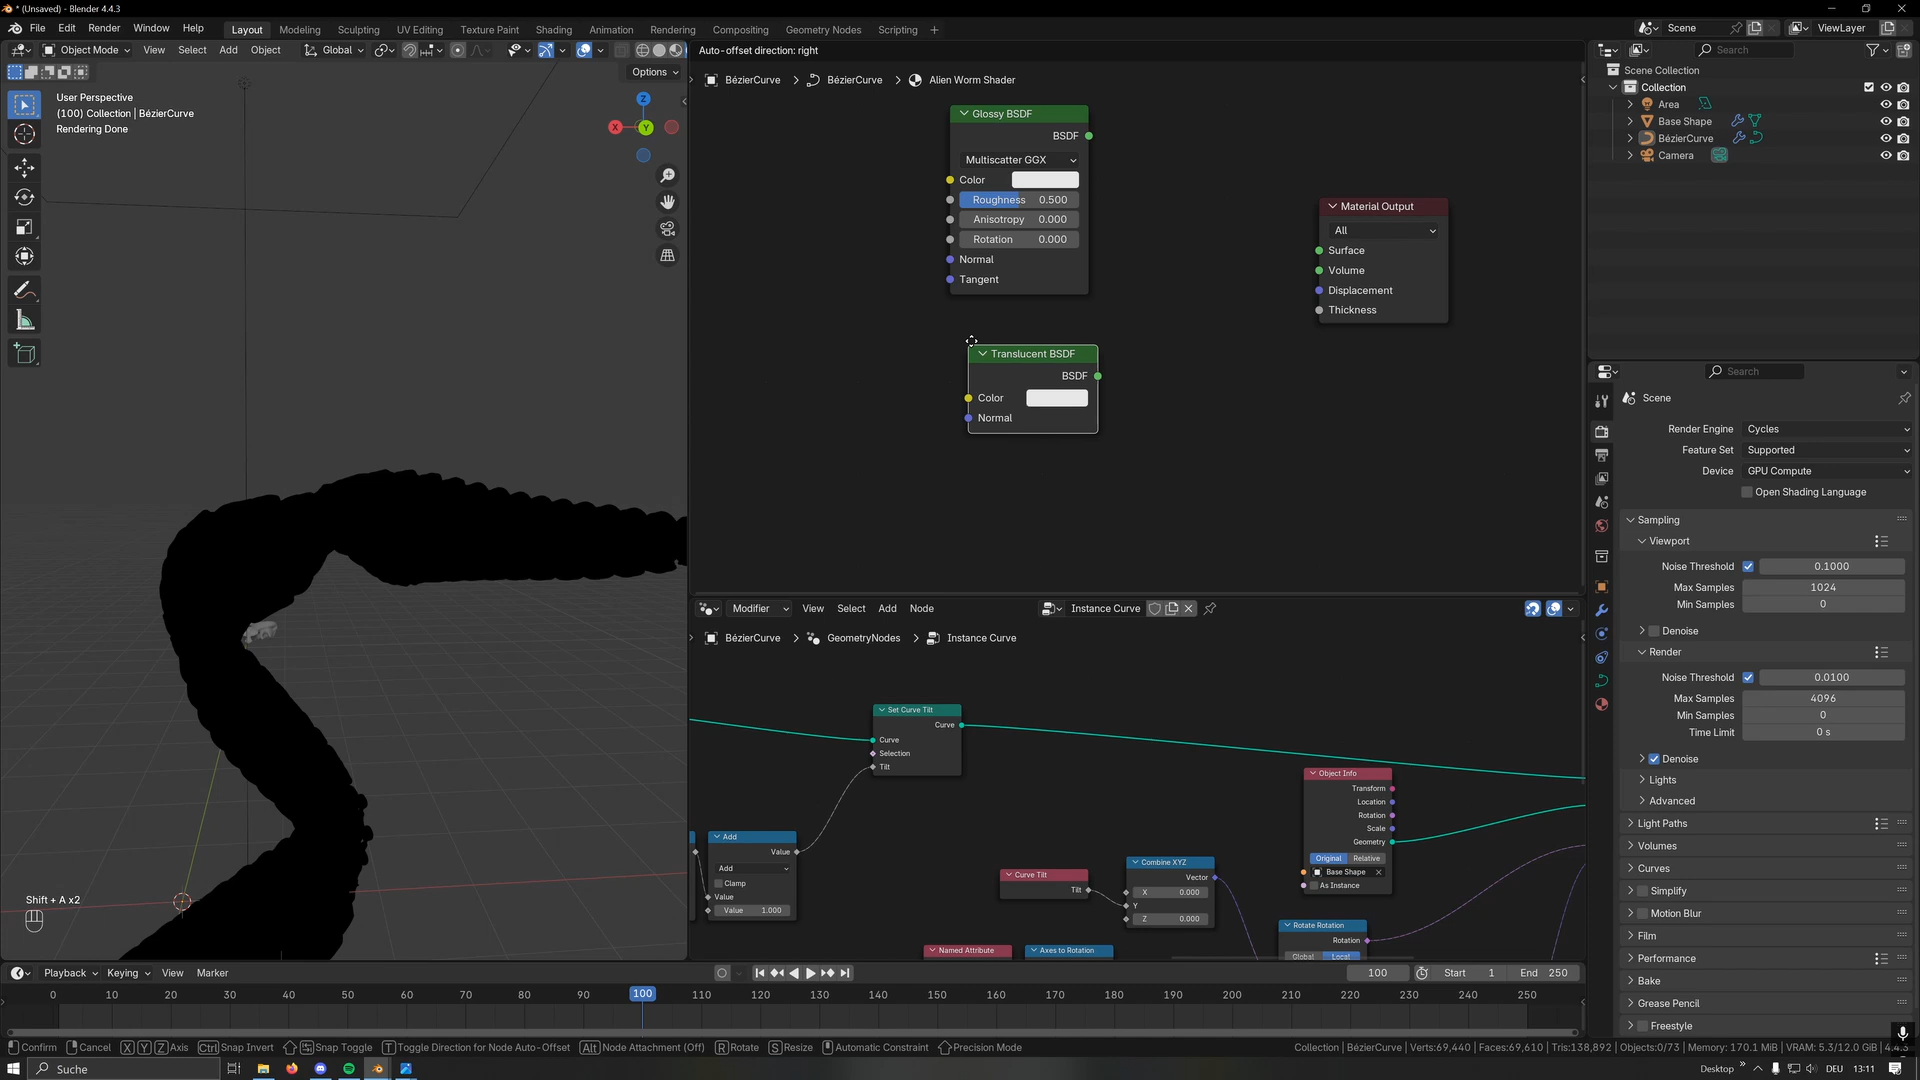 * (Unsaved) - Blender 4.4.3
File Edit Render Window Help
Layout Modeling Sculpting UV Editing Texture Paint Shading Animation Rendering Compositing Geometry Nodes Scripting +
Scene
ViewLayer
Object Mode View Select Add Object
Global
Options
User Perspective
(100) Collection | BézierCurve
Rendering Done
Z
X
Y
Shift + A x2
Auto-offset direction: right
BézierCurve > BézierCurve > Alien Worm Shader
Glossy BSDF
BSDF
Multiscatter GGX
Color
Roughness 0.500
Anisotropy 0.000
Rotation 0.000
Normal
Tangent
Translucent BSDF
BSDF
Color
Normal
Material Output
All
Surface
Volume
Displacement
Thickness
Modifier View Select Add Node
Instance Curve
BézierCurve > GeometryNodes > Instance Curve
Set Curve Tilt
Curve
Curve
Selection
Tilt
Add
Value
Add
Clamp
Value
Value 1.000
Curve Tilt
Tilt
Combine XYZ
Vector
X 0.000
Y
Z 0.000
Named Attribute
Axes to Rotation
Object Info
Transform
Location
Rotation
Scale
Geometry
Original Relative
Base Shape
As Instance
Rotate Rotation
Rotation
Global Local
Search
Scene Collection
Collection
Area
Base Shape
BézierCurve
Camera
Search
Scene
Render Engine Cycles
Feature Set Supported
Device GPU Compute
Open Shading Language
Sampling
Viewport
Noise Threshold 0.1000
Max Samples 1024
Min Samples 0
Denoise
Render
Noise Threshold 0.0100
Max Samples 4096
Min Samples 0
Time Limit 0 s
Denoise
Lights
Advanced
Light Paths
Volumes
Curves
Simplify
Motion Blur
Film
Performance
Bake
Grease Pencil
Freestyle
Playback Keying View Marker
100
Start 1
End 250
0 10 20 30 40 50 60 70 80 90 100 110 120 130 140 150 160 170 180 190 200 210 220 230 240 250
Confirm Cancel X Y Z Axis Ctrl Snap Invert Snap Toggle T Toggle Direction for Node Auto-Offset Alt Node Attachment (Off) R Rotate S Resize Automatic Constraint Precision Mode
Collection | BézierCurve | Verts:69,440 | Faces:69,610 | Tris:138,892 | Objects:0/73 | Memory: 170.1 MiB | VRAM: 5.3/12.0 GiB | 4.4.3
Suche
Desktop
DEU
13:11